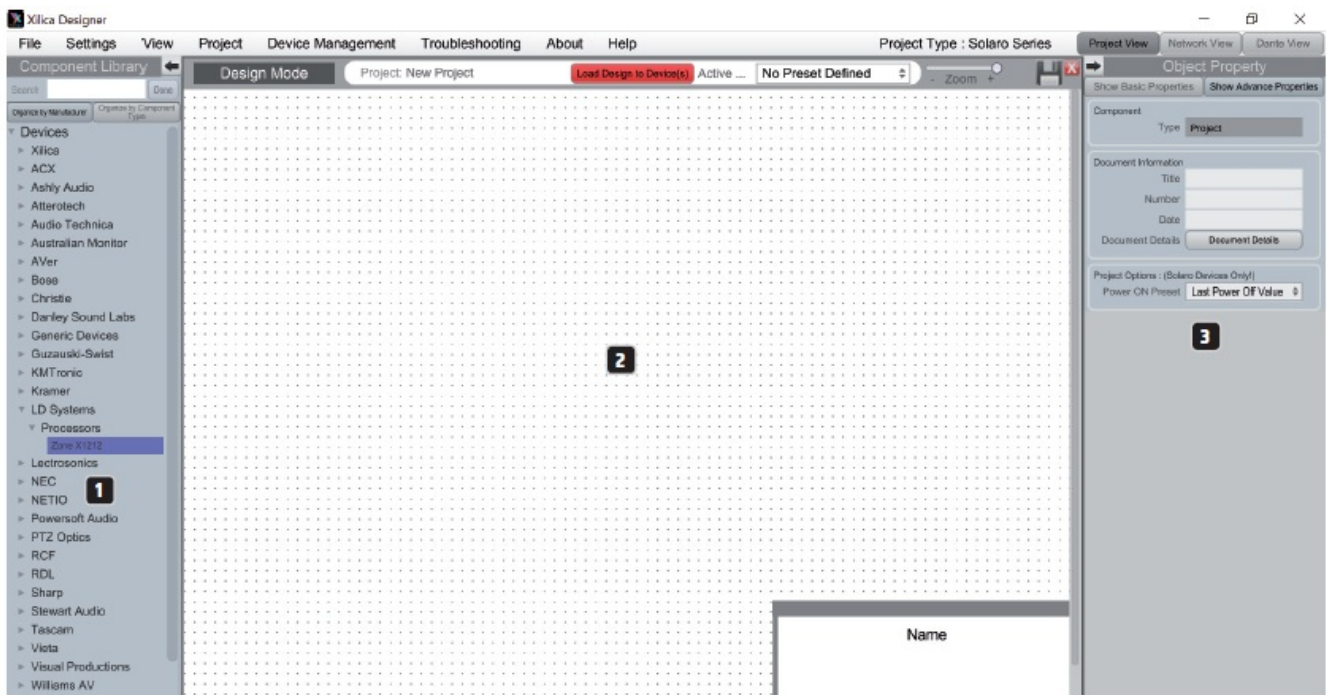 Xilica Designer
File Settings View Project Device Management Troubleshooting About Help Project Type : Solaro Series Project View Network View Dante View
Component Library
Search Done
Organize by Manufacturer Organize by Component Types
Devices
Xilica
ACX
Ashly Audio
Atterotech
Audio Technica
Australian Monitor
AVer
Bose
Christie
Danley Sound Labs
Generic Devices
Guzauski-Swist
KMTronic
Kramer
LD Systems
Processors
Zone X1212
Lectrosonics
NEC
NETIO
Powersoft Audio
PTZ Optics
RCF
RDL
Sharp
Stewart Audio
Tascam
Vieta
Visual Productions
Williams AV
1
Design Mode Project: New Project Load Design to Device(s) Active ... No Preset Defined - Zoom +
2
Name
Object Property
Show Basic Properties Show Advance Properties
Component
Type Project
Document Information
Title
Number
Date
Document Details Document Details
Project Options : (Solaro Devices Only!)
Power ON Preset Last Power Off Value
3